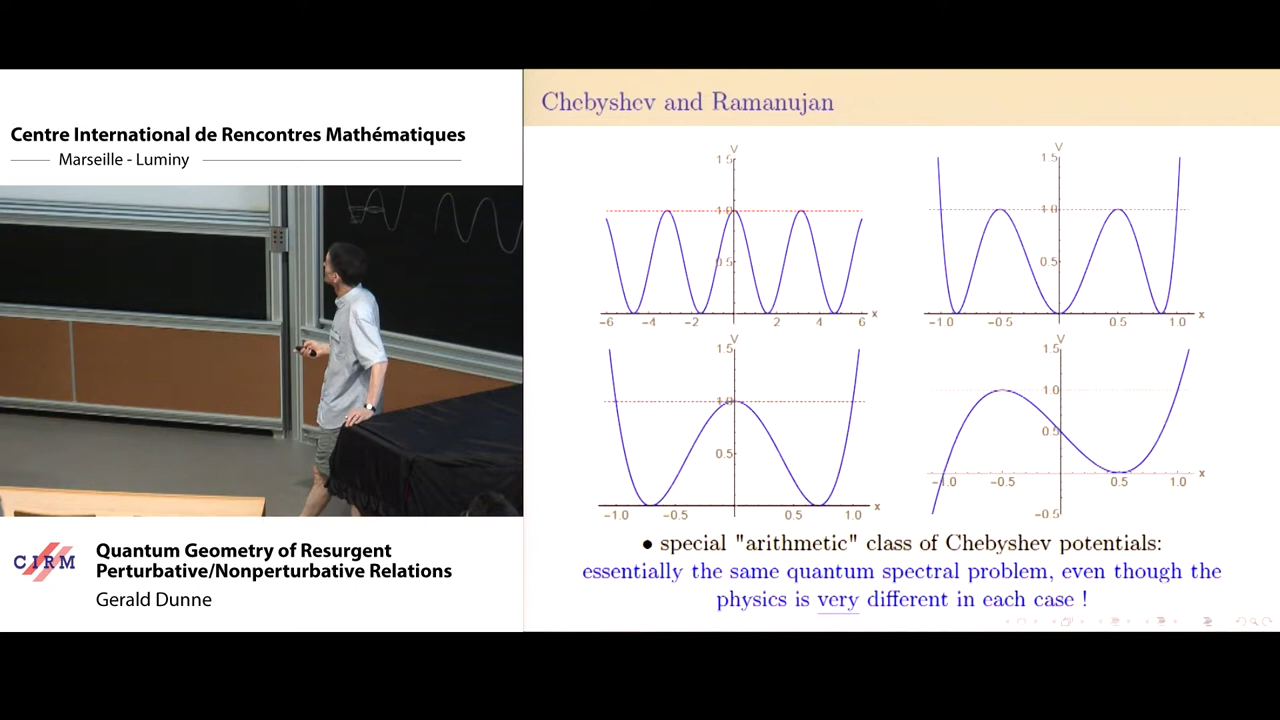 Centre International de Rencontres Mathématiques
Marseille - Luminy
CIRM
Quantum Geometry of Resurgent
Perturbative/Nonperturbative Relations
Gerald Dunne
Chebyshev and Ramanujan
V
1.5
1.0
0.5
-6 -4 -2 2 4 6 x
V
1.5
1.0
0.5
-1.0 -0.5 0.5 1.0 x
V
1.5
1.0
0.5
-1.0 -0.5 0.5 1.0 x
V
1.5
1.0
0.5
-1.0 -0.5 0.5 1.0 x
-0.5
• special "arithmetic" class of Chebyshev potentials:
essentially the same quantum spectral problem, even though the
physics is very different in each case !